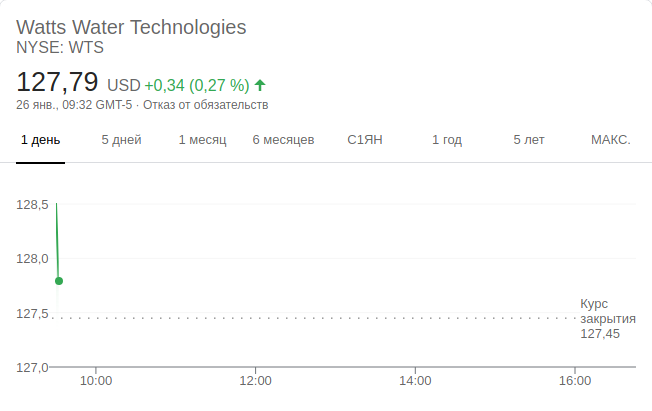 Watts Water Technologies
NYSE: WTS
127,79 USD +0,34 (0,27 %)
26 янв., 09:32 GMT-5 · Отказ от обязательств
1 день 5 дней 1 месяц 6 месяцев С1ЯН 1 год 5 лет МАКС.
128,5
128,0
127,5
Курс
закрытия
127,45
127,0
10:00 12:00 14:00 16:00